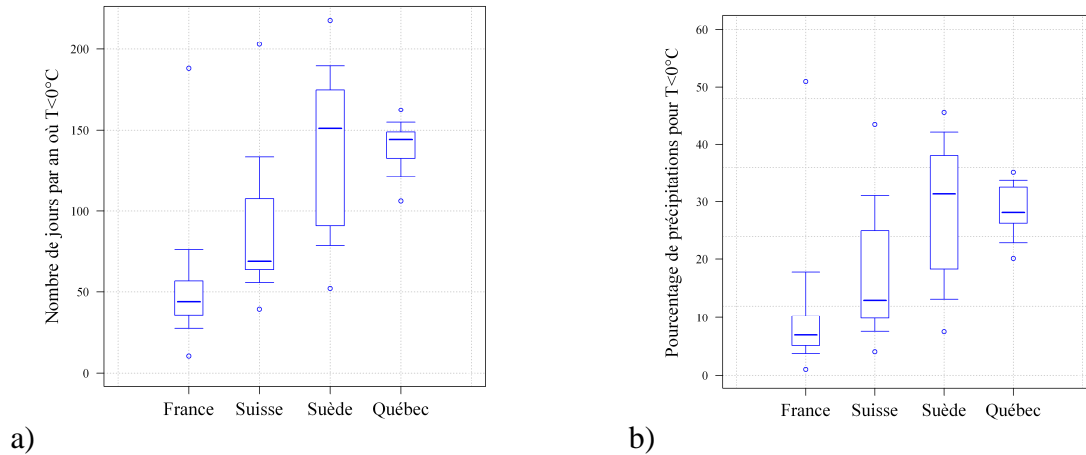 Nombre de jours par an où T<0°C
200
150
100
50
0
France Suisse Suède Québec
a)
Pourcentage de précipitations pour T<0°C
60
50
40
30
20
10
0
France Suisse Suède Québec
b)